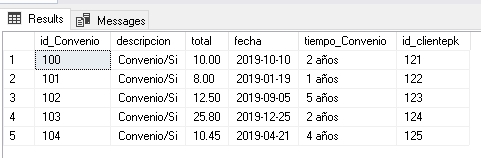 Results Messages
id_Convenio descripcion total fecha tiempo_Convenio id_clientepk
1 100 Convenio/Si 10.00 2019-10-10 2 años 121
2 101 Convenio/Si 8.00 2019-01-19 1 años 122
3 102 Convenio/Si 12.50 2019-09-05 5 años 123
4 103 Convenio/Si 25.80 2019-12-25 2 años 124
5 104 Convenio/Si 10.45 2019-04-21 4 años 125